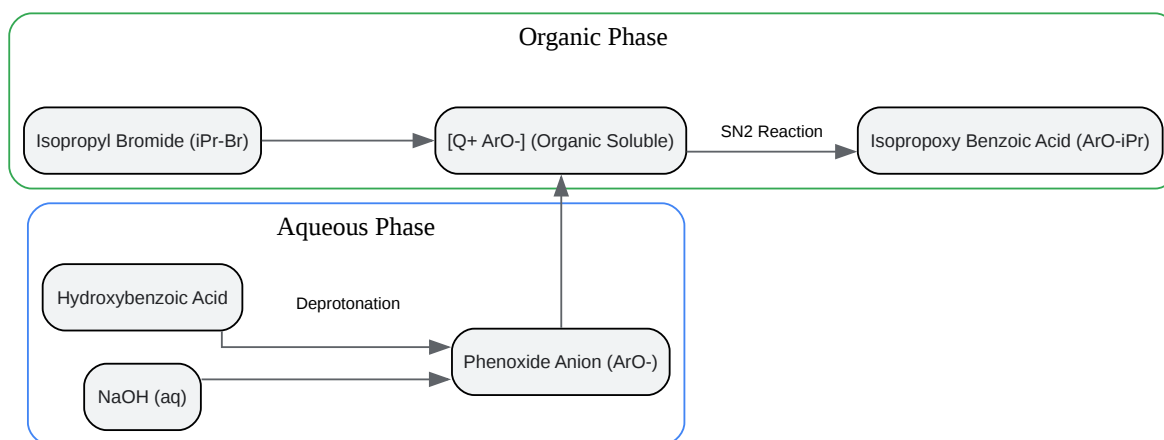 Organic Phase
Isopropyl Bromide (iPr-Br)
[Q+ ArO-] (Organic Soluble)
SN2 Reaction
Isopropoxy Benzoic Acid (ArO-iPr)
Aqueous Phase
Hydroxybenzoic Acid
Deprotonation
Phenoxide Anion (ArO-)
NaOH (aq)